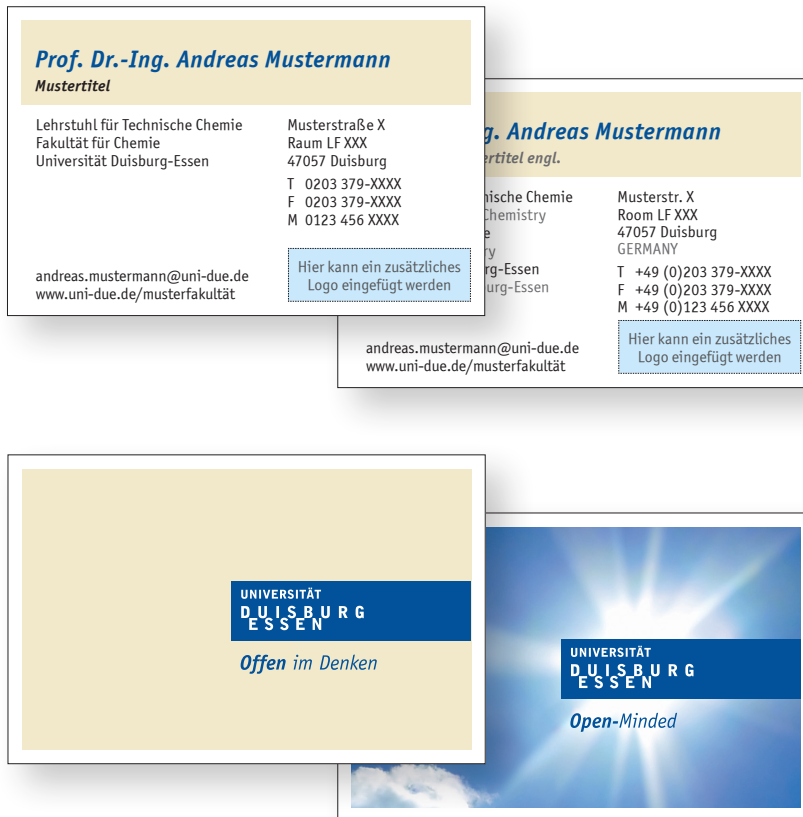 Prof. Dr.-Ing. Andreas Mustermann
Mustertitel
Lehrstuhl für Technische Chemie
Fakultät für Chemie
Universität Duisburg-Essen
Musterstraße X
Raum LF XXX
47057 Duisburg
T 0203 379-XXXX
F 0203 379-XXXX
M 0123 456 XXXX
andreas.mustermann@uni-due.de
www.uni-due.de/musterfakultät
Hier kann ein zusätzliches
Logo eingefügt werden
g. Andreas Mustermann
ertitel engl.
nische Chemie
Chemistry
e
ry
rg-Essen
urg-Essen
Musterstr. X
Room LF XXX
47057 Duisburg
GERMANY
T +49 (0)203 379-XXXX
F +49 (0)203 379-XXXX
M +49 (0)123 456 XXXX
andreas.mustermann@uni-due.de
www.uni-due.de/musterfakultät
Hier kann ein zusätzliches
Logo eingefügt werden
UNIVERSITÄT
DUISBURG
ESSEN
Offen im Denken
UNIVERSITÄT
DUISBURG
ESSEN
Open-Minded